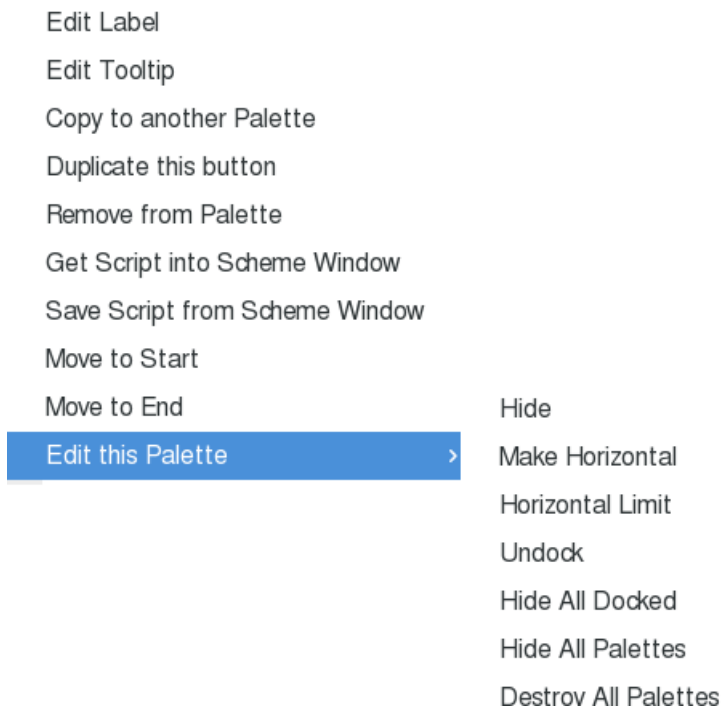 Edit Label
Edit Tooltip
Copy to another Palette
Duplicate this button
Remove from Palette
Get Script into Scheme Window
Save Script from Scheme Window
Move to Start
Move to End
Edit this Palette
Hide
Make Horizontal
Horizontal Limit
Undock
Hide All Docked
Hide All Palettes
Destroy All Palettes